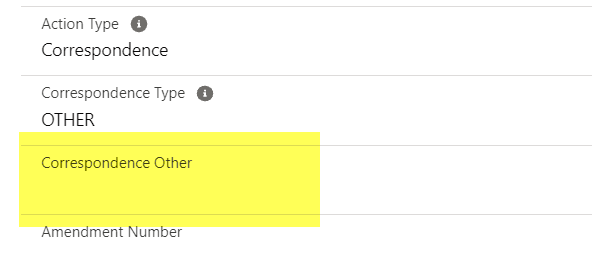 Action Type
Correspondence
Correspondence Type
OTHER
Correspondence Other
Amendment Number